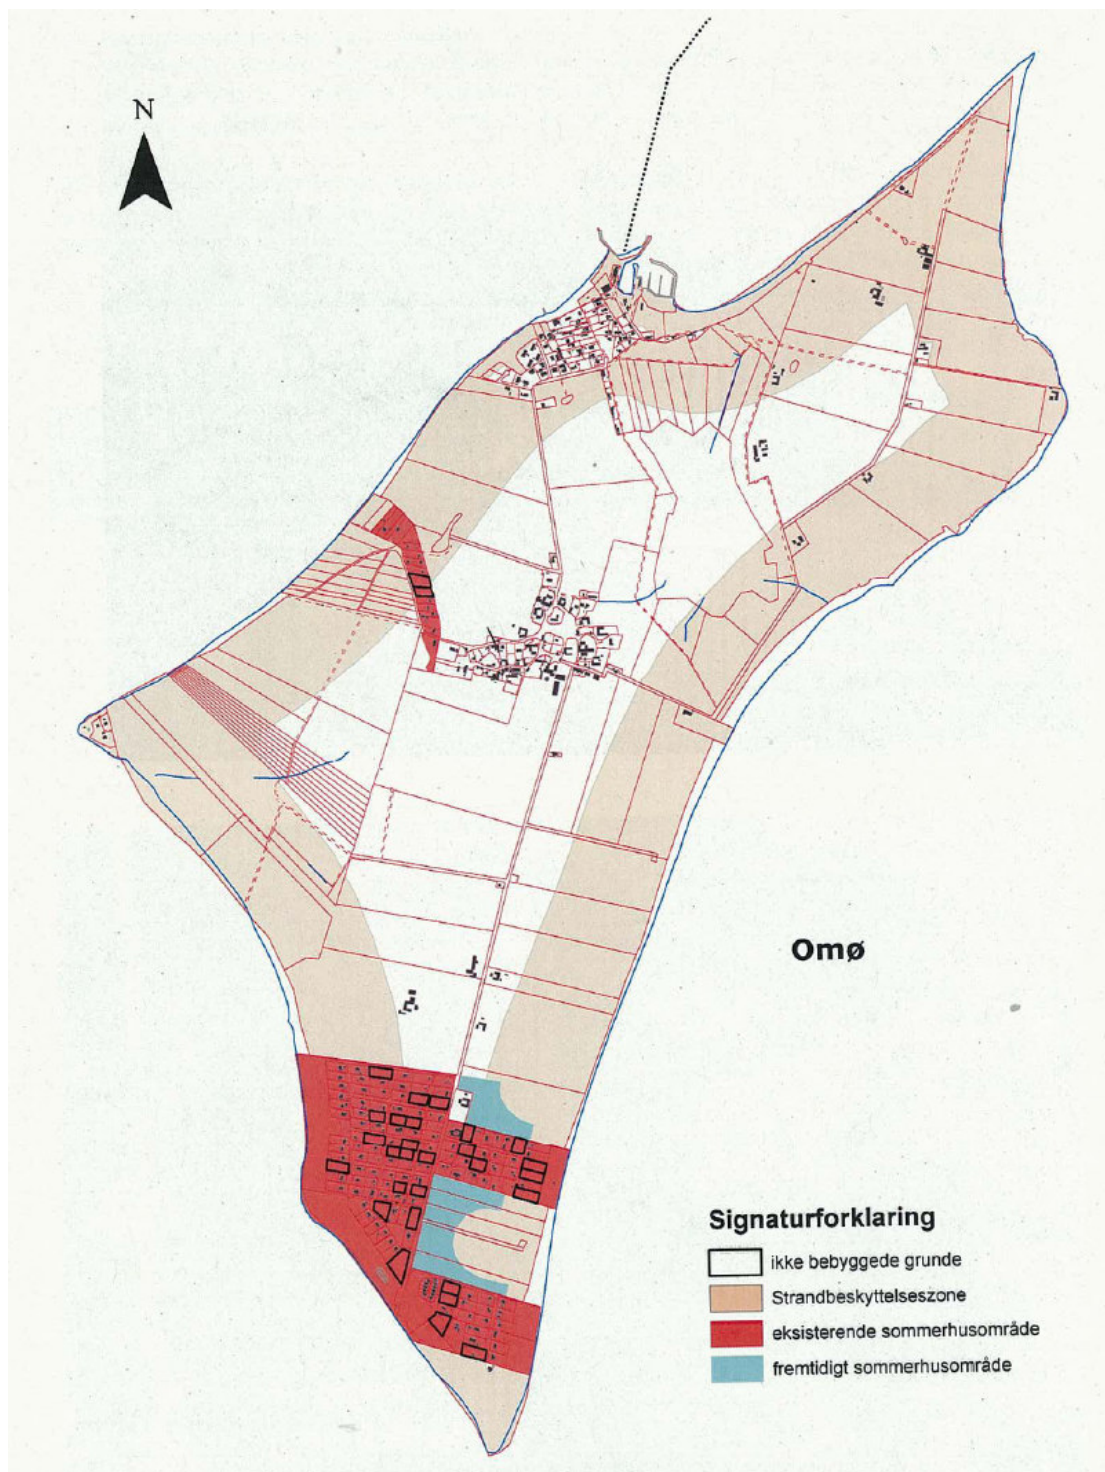 N
Omø
Signaturforklaring
ikke bebyggede grunde
Strandbeskyttelseszone
eksisterende sommerhusområde
fremtidigt sommerhusområde